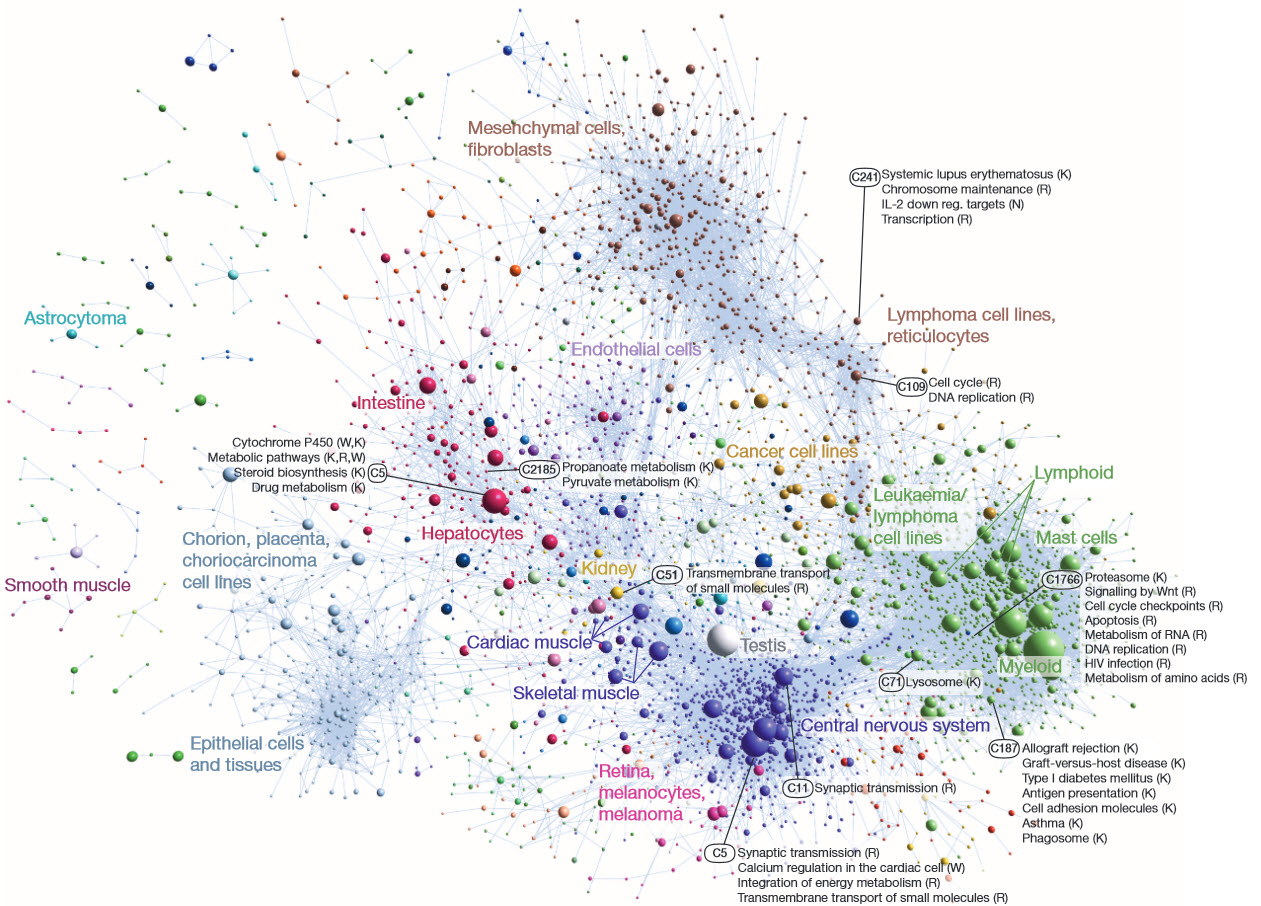 Mesenchymal cells,
fibroblasts
C241
Systemic lupus erythematosus (K)
Chromosome maintenance (R)
IL-2 down reg. targets (N)
Transcription (R)
Astrocytoma
Lymphoma cell lines,
reticulocytes
Endothelial cells
C109
Cell cycle (R)
DNA replication (R)
Intestine
Cytochrome P450 (W,K)
Metabolic pathways (K,R,W)
Steroid biosynthesis (K)
Drug metabolism (K)
C5
C2185
Propanoate metabolism (K)
Pyruvate metabolism (K)
Cancer cell lines
Lymphoid
Leukaemia/
lymphoma
cell lines
Mast cells
Hepatocytes
Chorion, placenta,
choriocarcinoma
cell lines
Kidney
C51
Transmembrane transport
of small molecules (R)
Smooth muscle
C1766
Proteasome (K)
Signalling by Wnt (R)
Cell cycle checkpoints (R)
Apoptosis (R)
Metabolism of RNA (R)
DNA replication (R)
HIV infection (R)
Metabolism of amino acids (R)
Cardiac muscle
Testis
Myeloid
C71
Lysosome (K)
Skeletal muscle
Central nervous system
Epithelial cells
and tissues
C187
Allograft rejection (K)
Graft-versus-host disease (K)
Type I diabetes mellitus (K)
Antigen presentation (K)
Cell adhesion molecules (K)
Asthma (K)
Phagosome (K)
Retina,
melanocytes,
melanoma
C11
Synaptic transmission (R)
C5
Synaptic transmission (R)
Calcium regulation in the cardiac cell (W)
Integration of energy metabolism (R)
Transmembrane transport of small molecules (R)